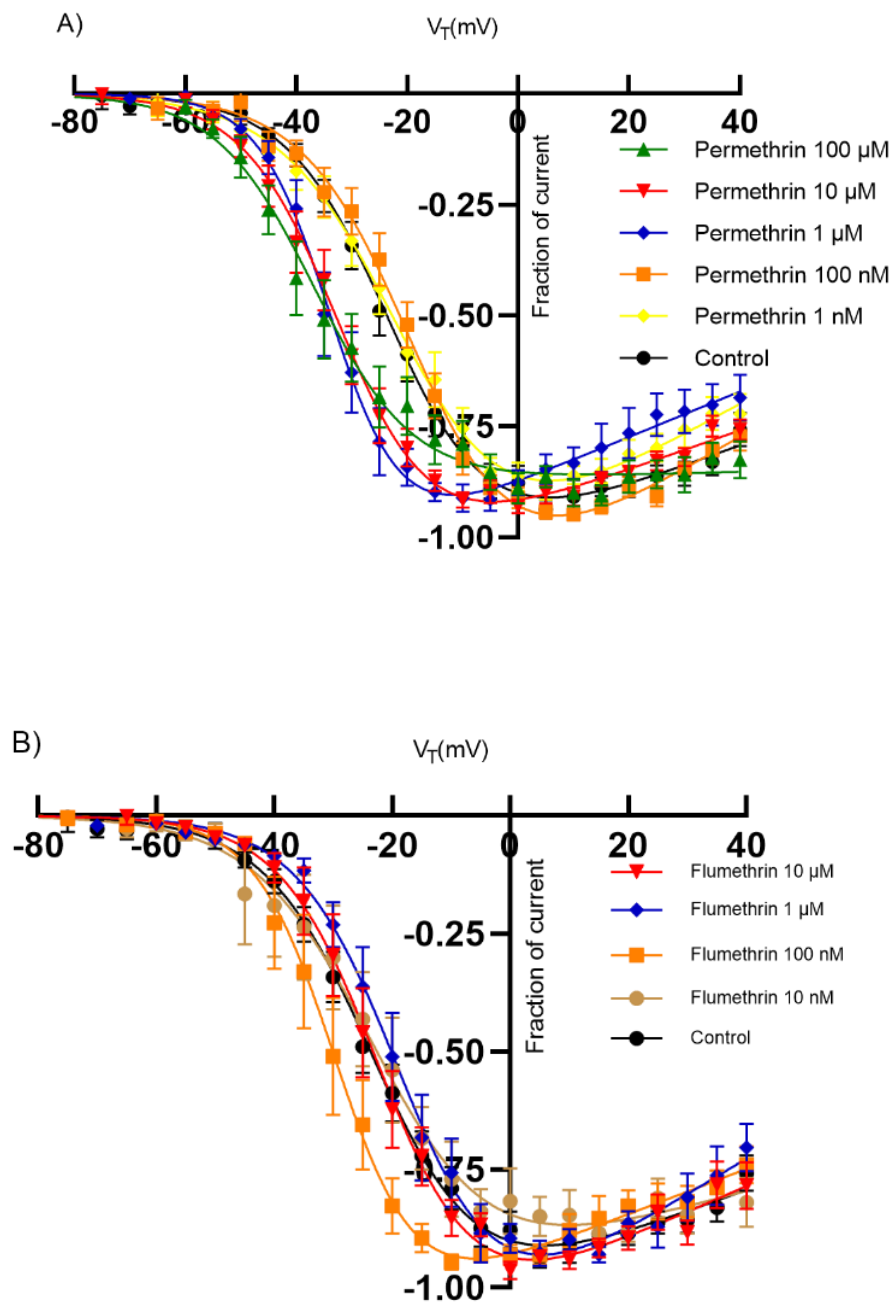 A)
V_T(mV)
-80 -60 -40 -20 0 20 40
-0.25
-0.50
-0.75
-1.00
Fraction of current
Permethrin 100 µM
Permethrin 10 µM
Permethrin 1 µM
Permethrin 100 nM
Permethrin 1 nM
Control
B)
V_T(mV)
-80 -60 -40 -20 0 20 40
-0.25
-0.50
-0.75
-1.00
Fraction of current
Flumethrin 10 µM
Flumethrin 1 µM
Flumethrin 100 nM
Flumethrin 10 nM
Control